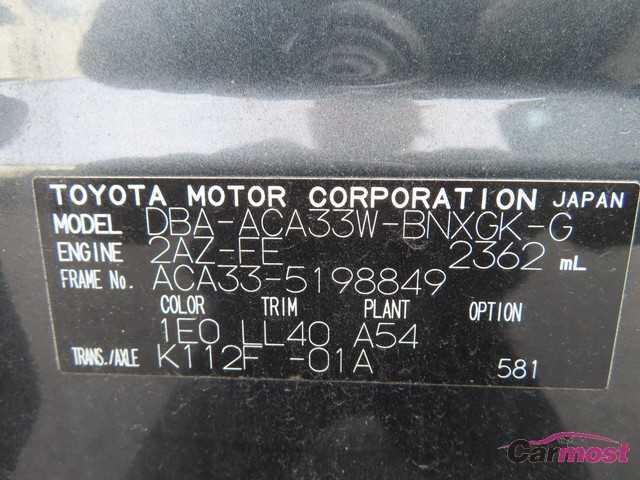 TOYOTA MOTOR CORPORATION JAPAN
MODEL DBA-ACA33W-BNXGK-G
ENGINE 2AZ-FE 2362 mL
FRAME No. ACA33-5198849
COLOR TRIM PLANT OPTION
1E0 LL40 A54
TRANS./AXLE K112F -01A 581
Carmost